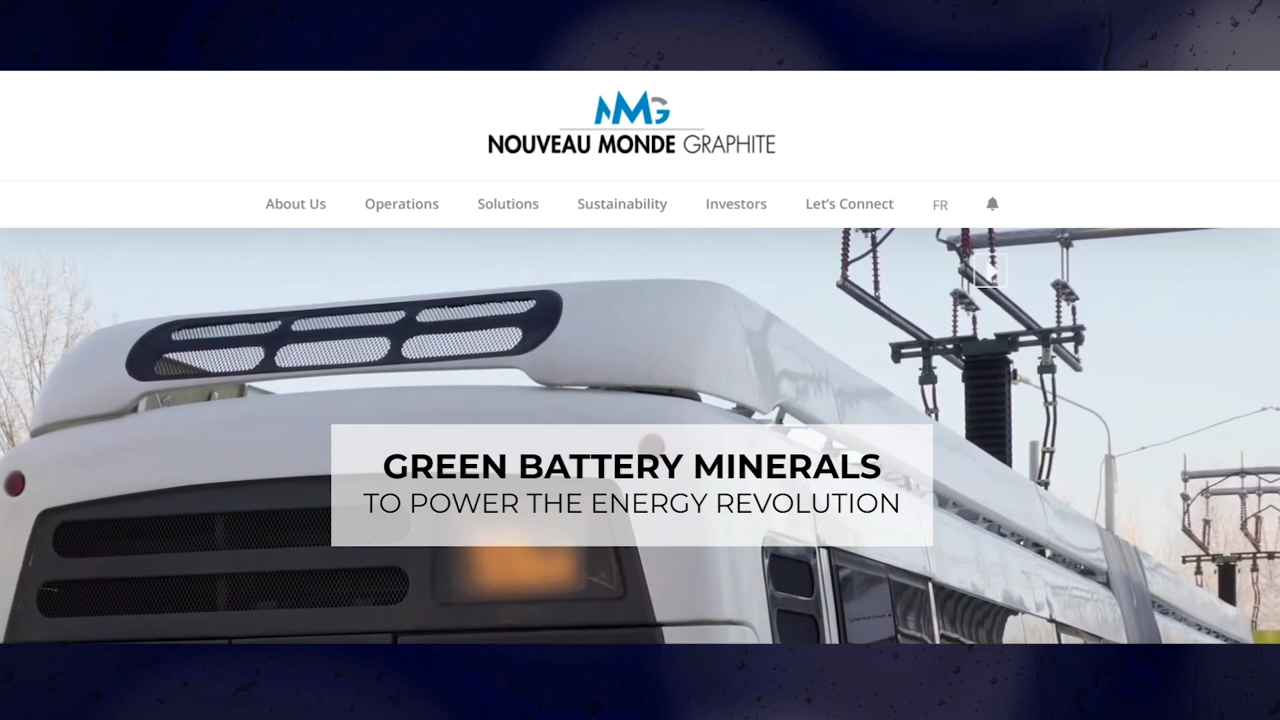 NMG
NOUVEAU MONDE GRAPHITE
About Us Operations Solutions Sustainability Investors Let's Connect FR
GREEN BATTERY MINERALS
TO POWER THE ENERGY REVOLUTION